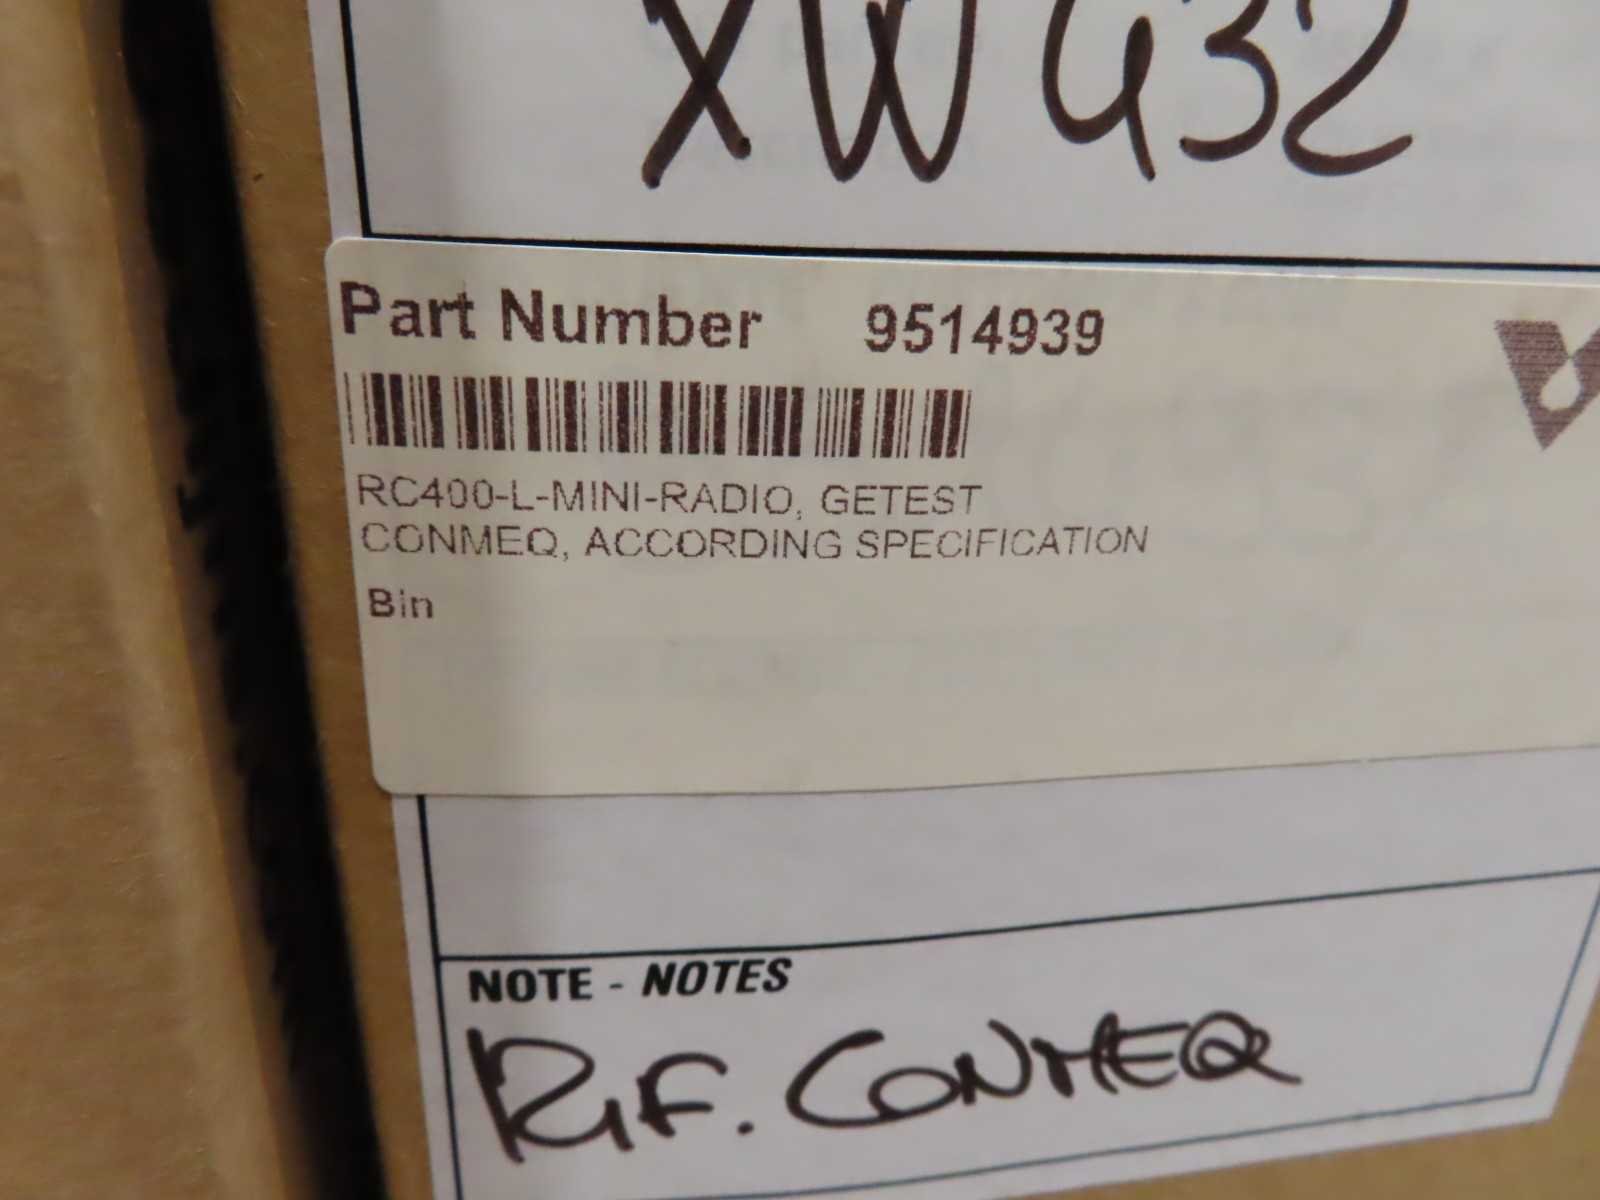 XW432
Part Number 9514939
RC400-L-MINI-RADIO, GETEST
CONMEQ, ACCORDING SPECIFICATION
Bin
NOTE - NOTES
RIF. CONMEQ